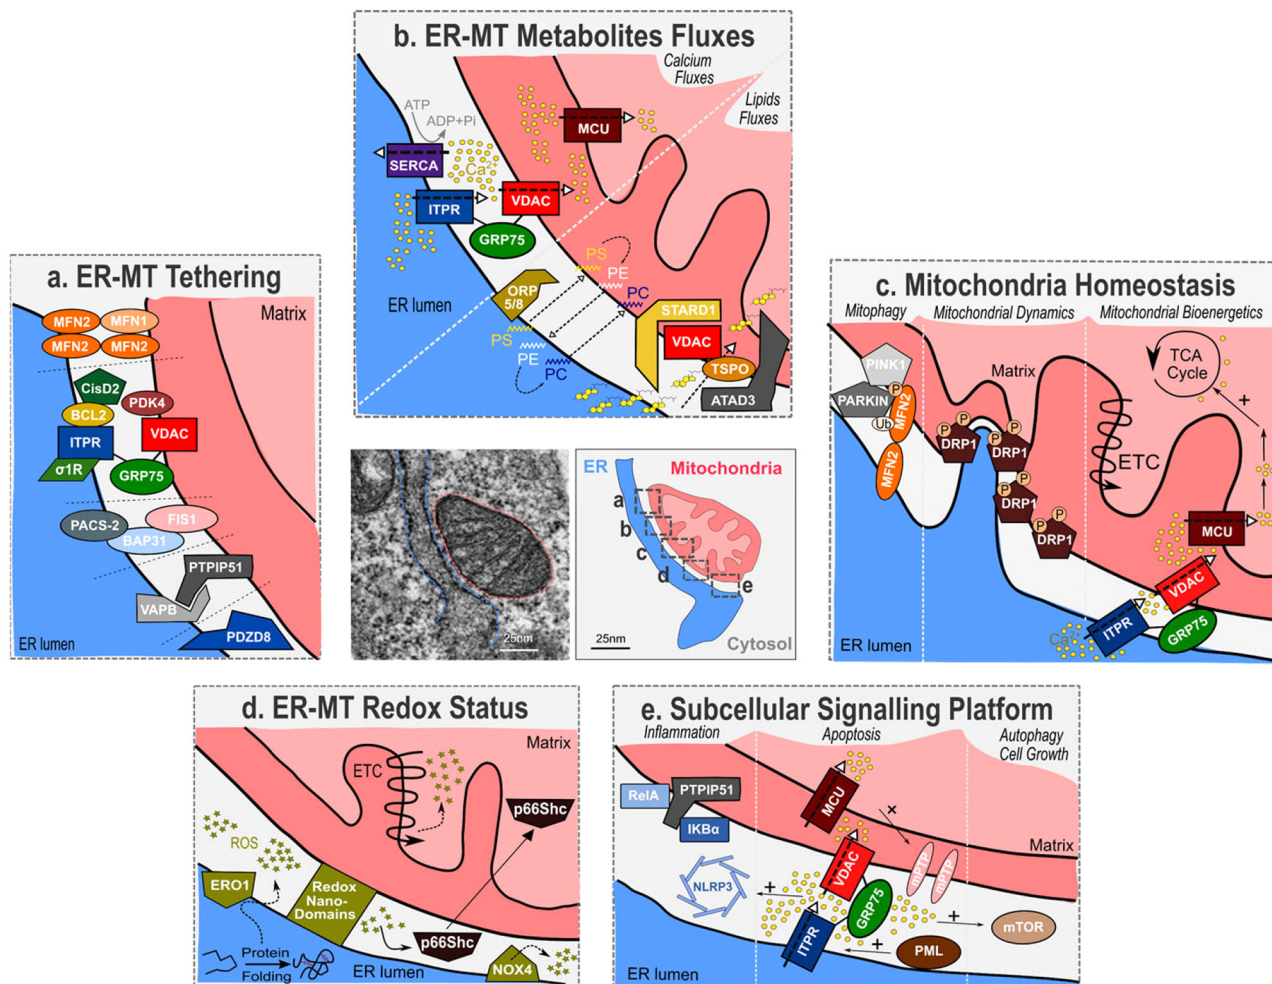 b. ER-MT Metabolites Fluxes
Calcium
Fluxes
Lipids
Fluxes
ATP
ADP+Pi
MCU
SERCA
Ca2+
ITPR
VDAC
GRP75
ER lumen
ORP
5/8
PS
PE
PC
PS
PE
PC
STARD1
VDAC
TSPO
ATAD3
a. ER-MT Tethering
MFN2
MFN1
MFN2
MFN2
Matrix
CisD2
PDK4
BCL2
ITPR
VDAC
σ1R
GRP75
PACS-2
FIS1
BAP31
PTPIP51
VAPB
PDZD8
ER lumen
25nm
ER
Mitochondria
a
b
c
d
e
25nm
Cytosol
c. Mitochondria Homeostasis
Mitophagy
Mitochondrial Dynamics
Mitochondrial Bioenergetics
PINK1
PARKIN
P
Ub
MFN2
MFN2
Matrix
P
P
DRP1
P
P
DRP1
P
P
DRP1
P
P
DRP1
TCA
Cycle
+
ETC
MCU
VDAC
ITPR
GRP75
Ca2+
ER lumen
d. ER-MT Redox Status
Matrix
ETC
p66Shc
ROS
ERO1
Redox
Nano-
Domains
p66Shc
Protein
Folding
ER lumen
NOX4
e. Subcellular Signalling Platform
Inflammation
Apoptosis
Autophagy
Cell Growth
RelA
PTPIP51
IKBα
MCU
+
Matrix
NLRP3
+
VDAC
GRP75
mPTP
mPTP
+
mTOR
ITPR
+
PML
ER lumen